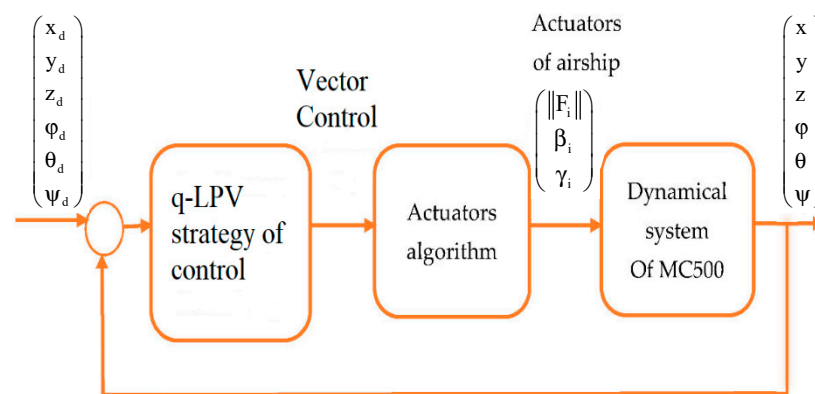 x_d
y_d
z_d
φ_d
θ_d
ψ_d
q-LPV
strategy of
control
Vector
Control
Actuators
algorithm
Actuators
of airship
‖F_i‖
β_i
γ_i
Dynamical
system
Of MC500
x
y
z
φ
θ
ψ